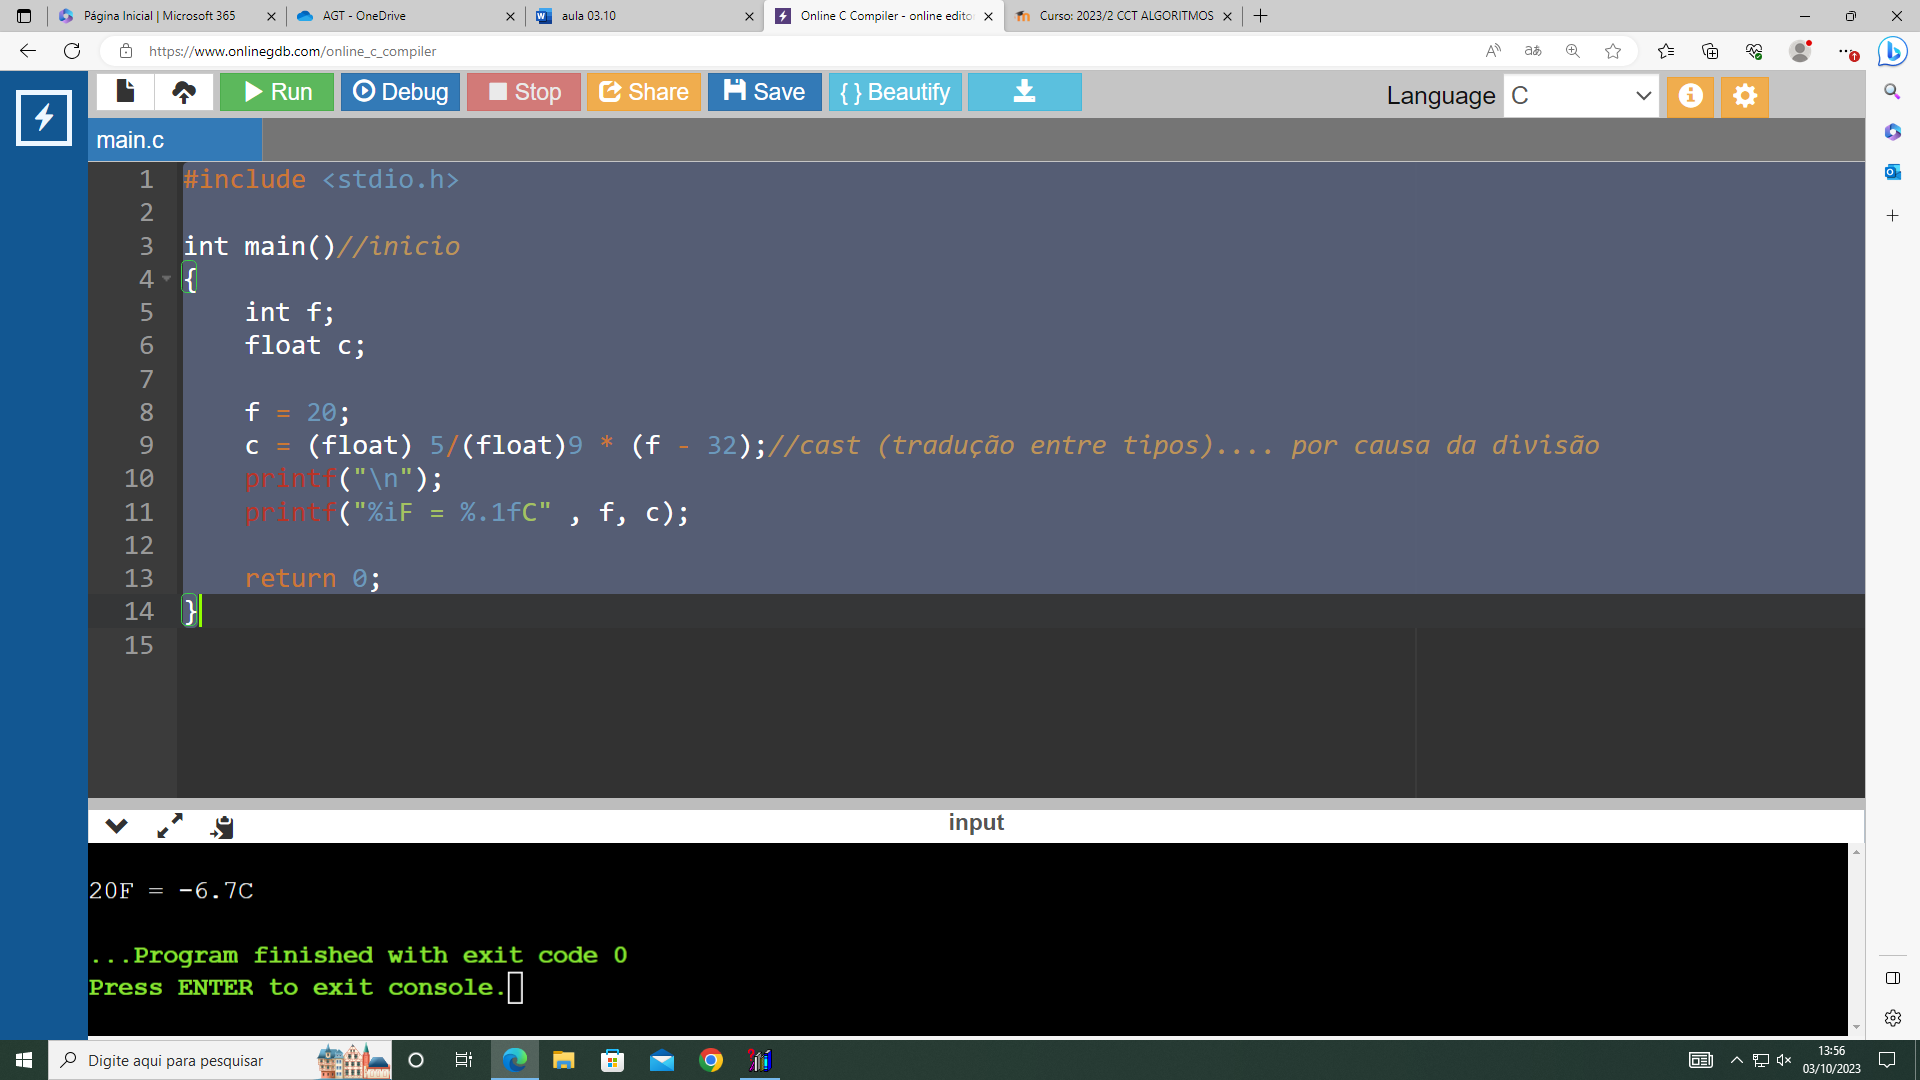 Página Inicial | Microsoft 365
AGT - OneDrive
aula 03.10
Online C Compiler - online edito
Curso: 2023/2 CCT ALGORITMOS
https://www.onlinegdb.com/online_c_compiler
Run
Debug
Stop
Share
Save
{ } Beautify
Language C
main.c
1 #include <stdio.h>
2
3 int main()//inicio
4 {
5 int f;
6 float c;
7
8 f = 20;
9 c = (float) 5/(float)9 * (f - 32);//cast (tradução entre tipos).... por causa da divisão
10 printf("\n");
11 printf("%iF = %.1fC" , f, c);
12
13 return 0;
14 }
15
input
20F = -6.7C
...Program finished with exit code 0
Press ENTER to exit console.
Digite aqui para pesquisar
13:56
03/10/2023